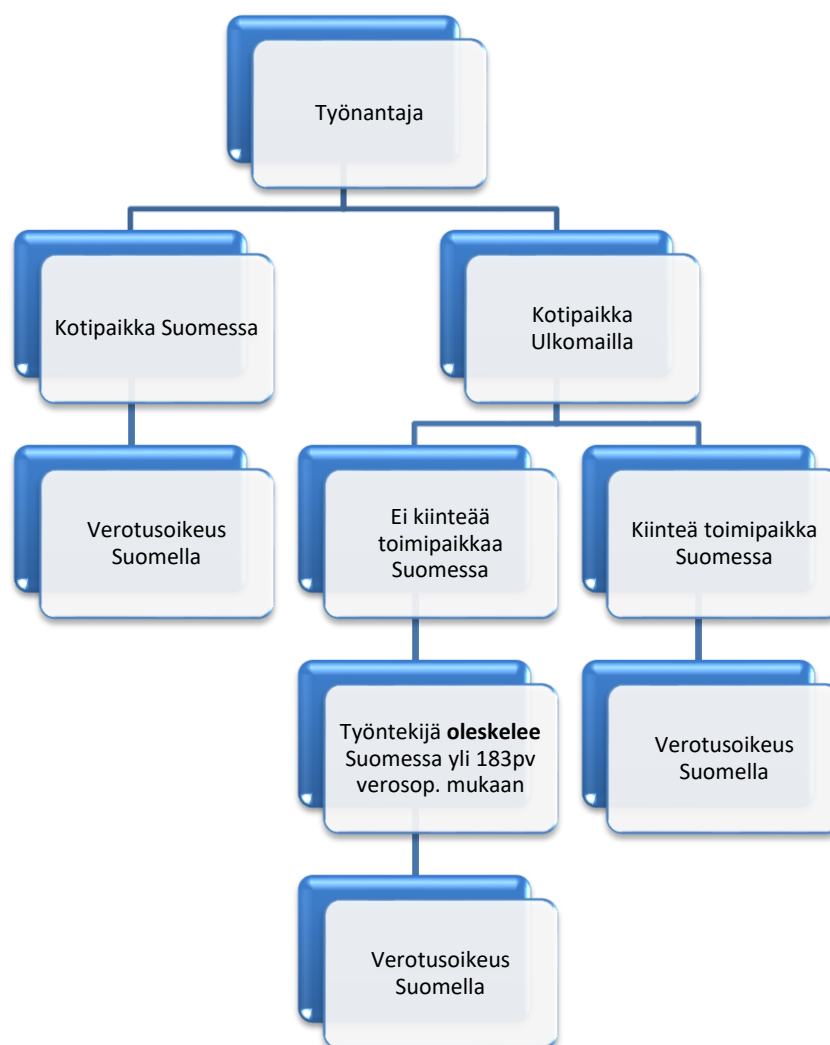 Työnantaja
Kotipaikka Suomessa
Kotipaikka
Ulkomailla
Verotusoikeus
Suomella
Ei kiinteää
toimipaikkaa
Suomessa
Kiinteä toimipaikka
Suomessa
Työntekijä oleskelee
Suomessa yli 183pv
verosop. mukaan
Verotusoikeus
Suomella
Verotusoikeus
Suomella